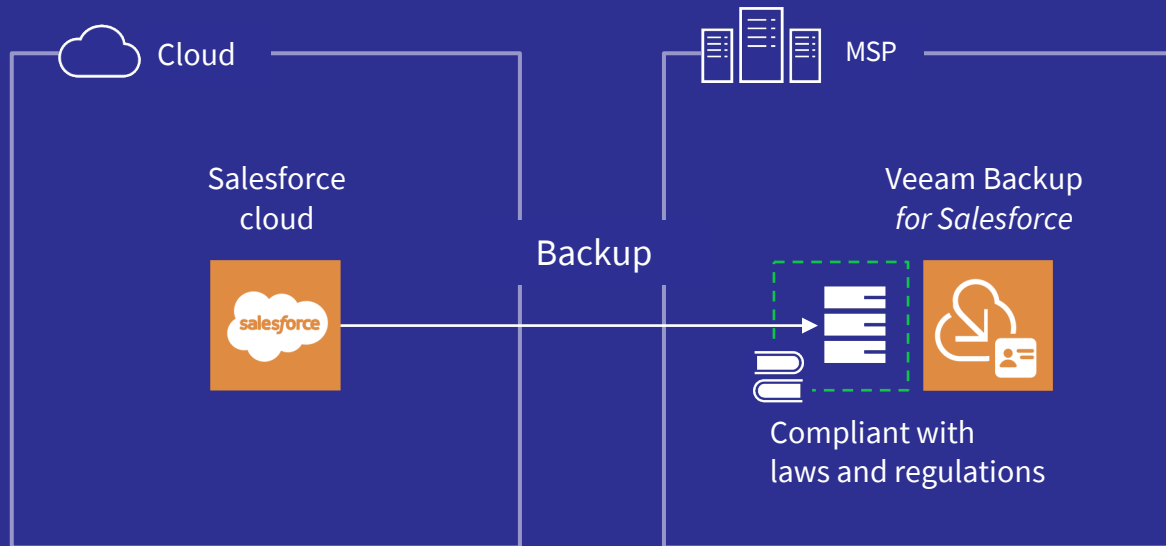 Cloud
MSP
Salesforce
cloud
Veeam Backup
for Salesforce
Backup
salesforce
Compliant with
laws and regulations